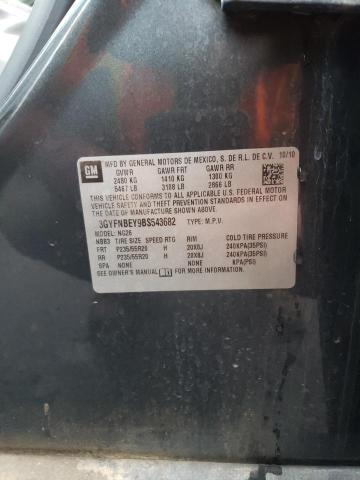 GM
MFD BY GENERAL MOTORS DE MEXICO, S. DE R.L. DE C.V. 10/10
GVWR GAWR FRT GAWR RR
2480 KG 1410 KG 1300 KG
5467 LB 3108 LB 2866 LB
THIS VEHICLE CONFORMS TO ALL APPLICABLE U.S. FEDERAL
MOTOR VEHICLE SAFETY AND THEFT PREVENTION STANDARDS
IN EFFECT ON THE DATE OF MANUFACTURE SHOWN ABOVE.
3GYFNBEY9BS543682 TYPE: M.P.V.
MODEL: NG26
NBB3 TIRE SIZE SPEED RTG RIM COLD TIRE PRESSURE
FRT P235/55R20 H 20X8J 240KPA(35PSI)
RR P235/55R20 H 20X8J 240KPA(35PSI)
SPA NONE KPA(PSI)
SEE OWNER'S MANUAL FOR ADDITIONAL INFORMATION.